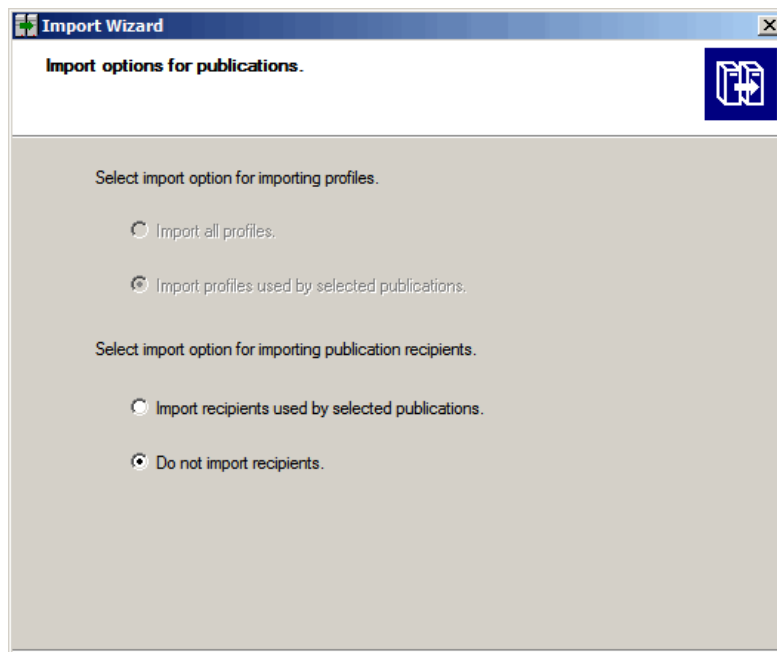 Import Wizard
Import options for publications.
Select import option for importing profiles.
Import all profiles.
Import profiles used by selected publications.
Select import option for importing publication recipients.
Import recipients used by selected publications.
Do not import recipients.